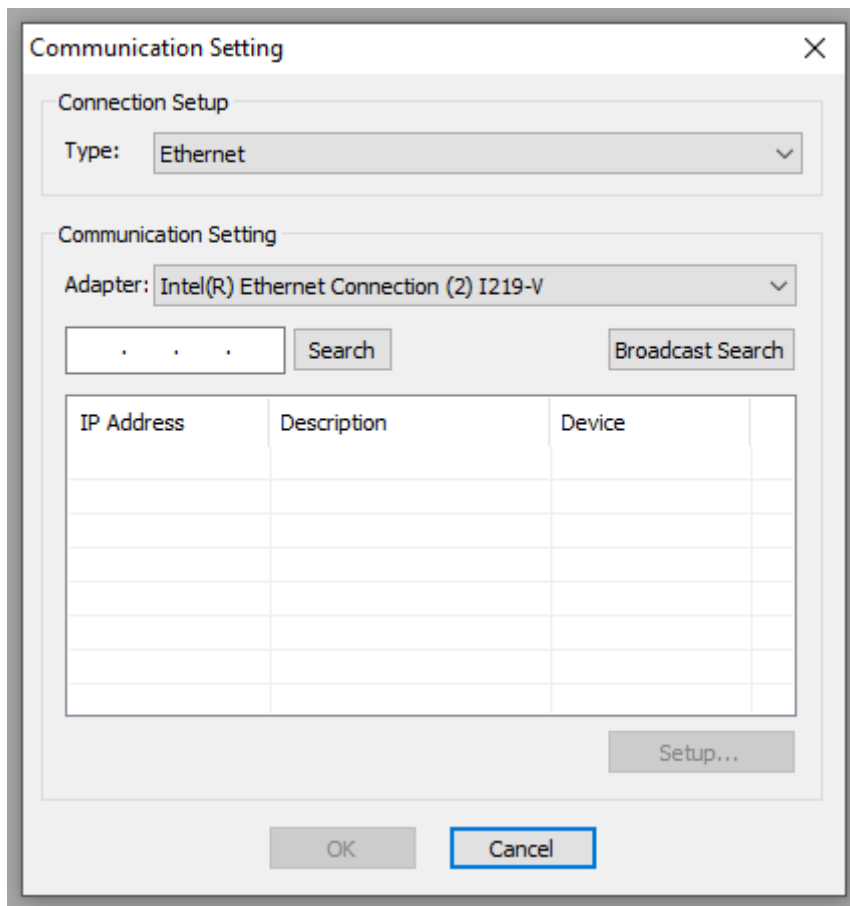 Communication Setting
Connection Setup
Type: Ethernet
Communication Setting
Adapter: Intel(R) Ethernet Connection (2) I219-V
. . . Search Broadcast Search
IP Address Description Device
Setup...
OK Cancel